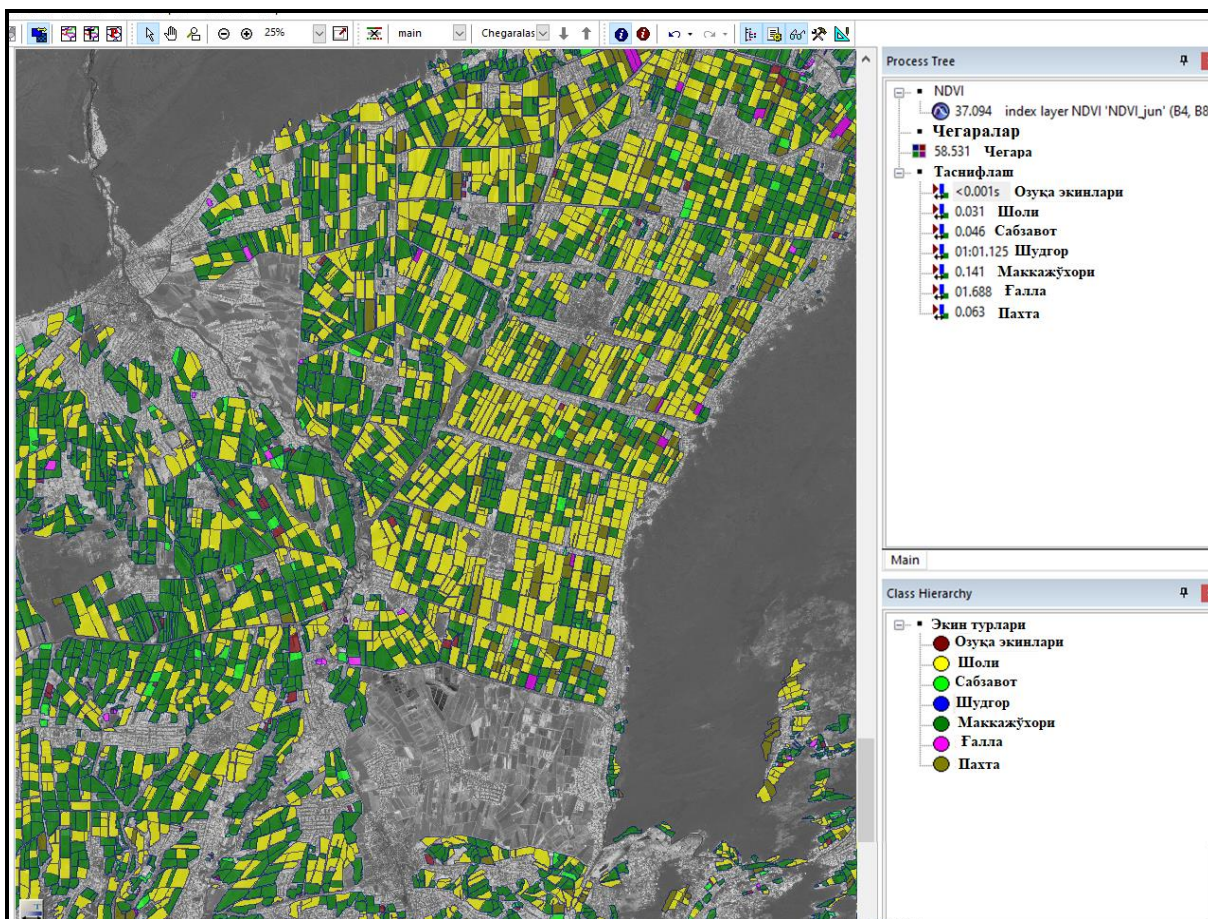 25%
main
Chegaralas
Process Tree
NDVI
37.094 index layer NDVI 'NDVI_jun' (B4, B8
Чегаралар
58.531 Чегара
Таснифлаш
<0.001s Озуқа экинлари
0.031 Шоли
0.046 Сабзавот
01:01.125 Шудгор
0.141 Маккажўхори
01.688 Ғалла
0.063 Пахта
Main
Class Hierarchy
Экин турлари
Озуқа экинлари
Шоли
Сабзавот
Шудгор
Маккажўхори
Ғалла
Пахта